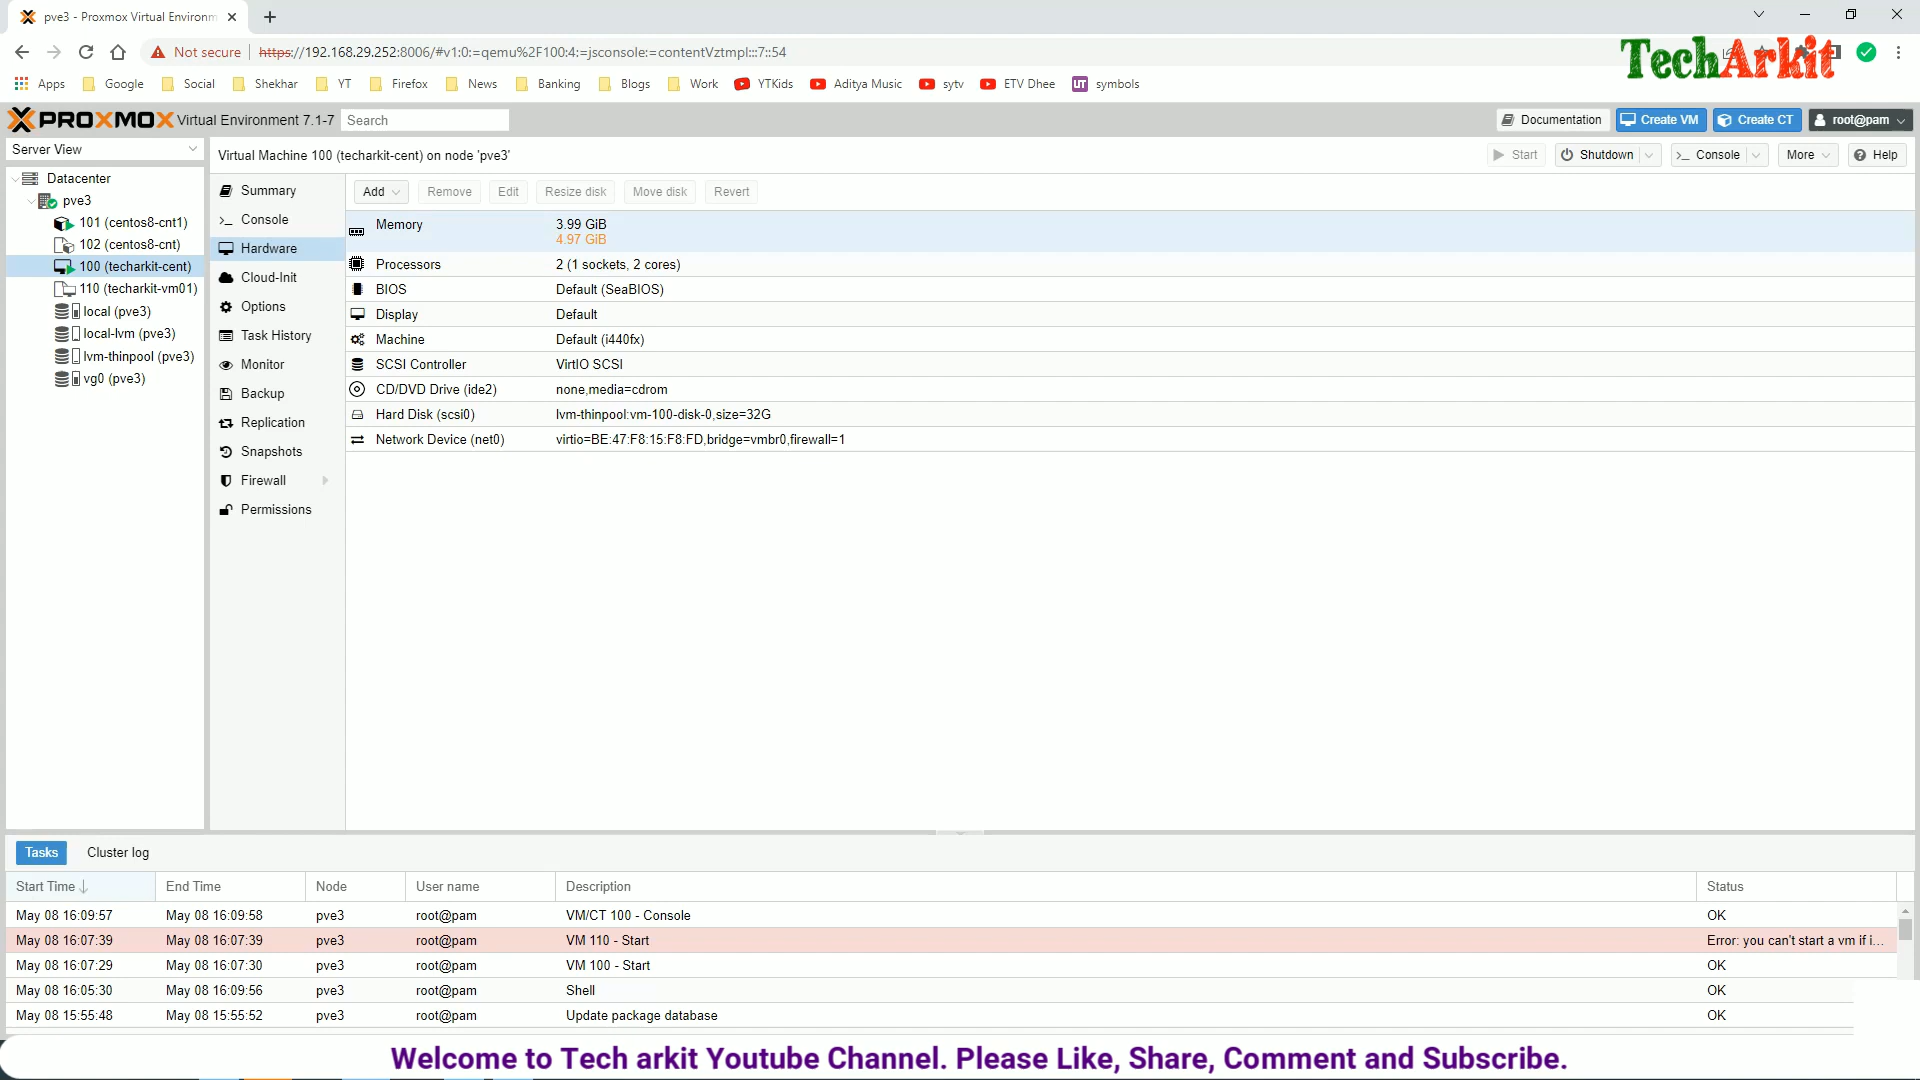 pve3 - Proxmox Virtual Environm
Not secure https://192.168.29.252:8006/#v1:0:=qemu%2F100:4:=jsconsole:=contentVztmpl:::7::54
TechArkit
Apps Google Social Shekhar YT Firefox News Banking Blogs Work YTKids Aditya Music sytv ETV Dhee UT symbols
PROXMOX Virtual Environment 7.1-7 Search Documentation Create VM Create CT root@pam
Server View
Datacenter
pve3
101 (centos8-cnt1)
102 (centos8-cnt)
100 (techarkit-cent)
110 (techarkit-vm01)
local (pve3)
local-lvm (pve3)
lvm-thinpool (pve3)
vg0 (pve3)
Virtual Machine 100 (techarkit-cent) on node 'pve3' Start Shutdown Console More Help
Summary
Console
Hardware
Cloud-Init
Options
Task History
Monitor
Backup
Replication
Snapshots
Firewall
Permissions
Add Remove Edit Resize disk Move disk Revert
Memory 3.99 GiB
4.97 GiB
Processors 2 (1 sockets, 2 cores)
BIOS Default (SeaBIOS)
Display Default
Machine Default (i440fx)
SCSI Controller VirtIO SCSI
CD/DVD Drive (ide2) none,media=cdrom
Hard Disk (scsi0) lvm-thinpool:vm-100-disk-0,size=32G
Network Device (net0) virtio=BE:47:F8:15:F8:FD,bridge=vmbr0,firewall=1
Tasks Cluster log
Start Time End Time Node User name Description Status
May 08 16:09:57 May 08 16:09:58 pve3 root@pam VM/CT 100 - Console OK
May 08 16:07:39 May 08 16:07:39 pve3 root@pam VM 110 - Start Error: you can't start a vm if i...
May 08 16:07:29 May 08 16:07:30 pve3 root@pam VM 100 - Start OK
May 08 16:05:30 May 08 16:09:56 pve3 root@pam Shell OK
May 08 15:55:48 May 08 15:55:52 pve3 root@pam Update package database OK
Welcome to Tech arkit Youtube Channel. Please Like, Share, Comment and Subscribe.